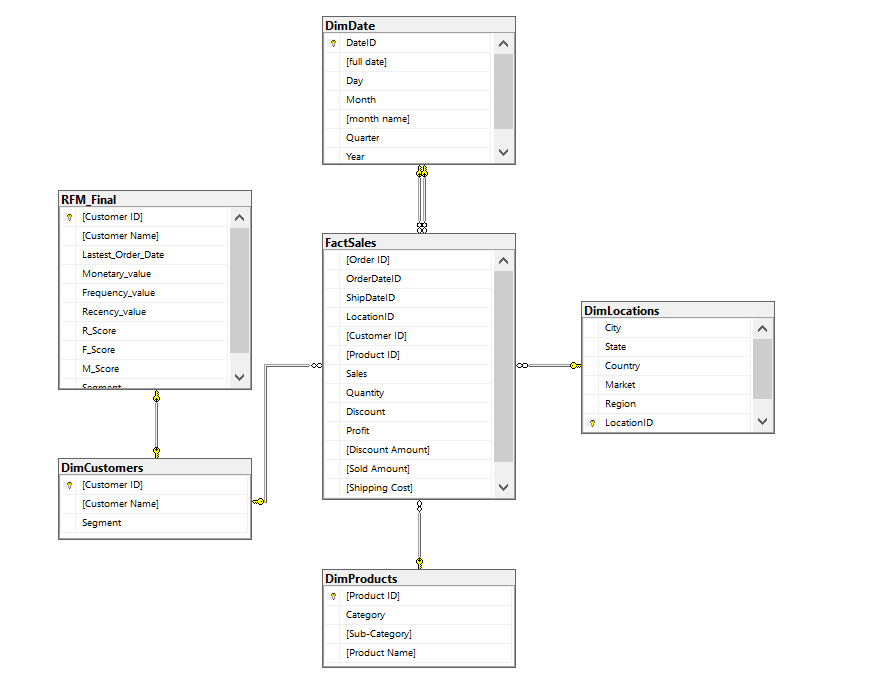 DimDate
DateID
[full date]
Day
Month
[month name]
Quarter
Year
RFM_Final
[Customer ID]
[Customer Name]
Lastest_Order_Date
Monetary_value
Frequency_value
Recency_value
R_Score
F_Score
M_Score
Segment
FactSales
[Order ID]
OrderDateID
ShipDateID
LocationID
[Customer ID]
[Product ID]
Sales
Quantity
Discount
Profit
[Discount Amount]
[Sold Amount]
[Shipping Cost]
DimLocations
City
State
Country
Market
Region
LocationID
DimCustomers
[Customer ID]
[Customer Name]
Segment
DimProducts
[Product ID]
Category
[Sub-Category]
[Product Name]